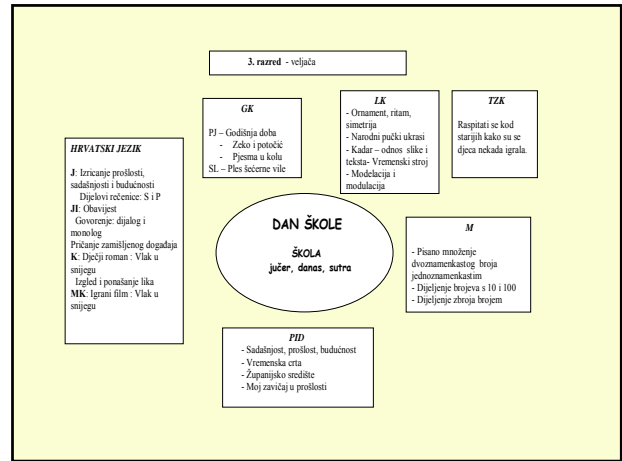 3. razred - veljača
GK
PJ – Godišnja doba
- Zeko i potočić
- Pjesma u kolu
SL – Ples šećerne vile
LK
- Ornament, ritam,
simetrija
- Narodni pučki ukrasi
- Kadar – odnos slike i
teksta- Vremenski stroj
- Modelacija i
modulacija
TZK
Raspitati se kod
starijih kako su se
djeca nekada igrala.
HRVATSKI JEZIK
J: Izricanje prošlosti,
sadašnjosti i budućnosti
Dijelovi rečenice: S i P
JI: Obavijest
Govorenje: dijalog i
monolog
Pričanje zamišljenog događaja
K: Dječji roman : Vlak u
snijegu
Izgled i ponašanje lika
MK: Igrani film : Vlak u
snijegu
DAN ŠKOLE
ŠKOLA
jučer, danas, sutra
M
- Pisano množenje
dvoznamenkastog broja
jednoznamenkastim
- Dijeljenje brojeva s 10 i 100
- Dijeljenje zbroja brojem
PID
- Sadašnjost, prošlost, budućnost
- Vremenska crta
- Županijsko središte
- Moj zavičaj u prošlosti